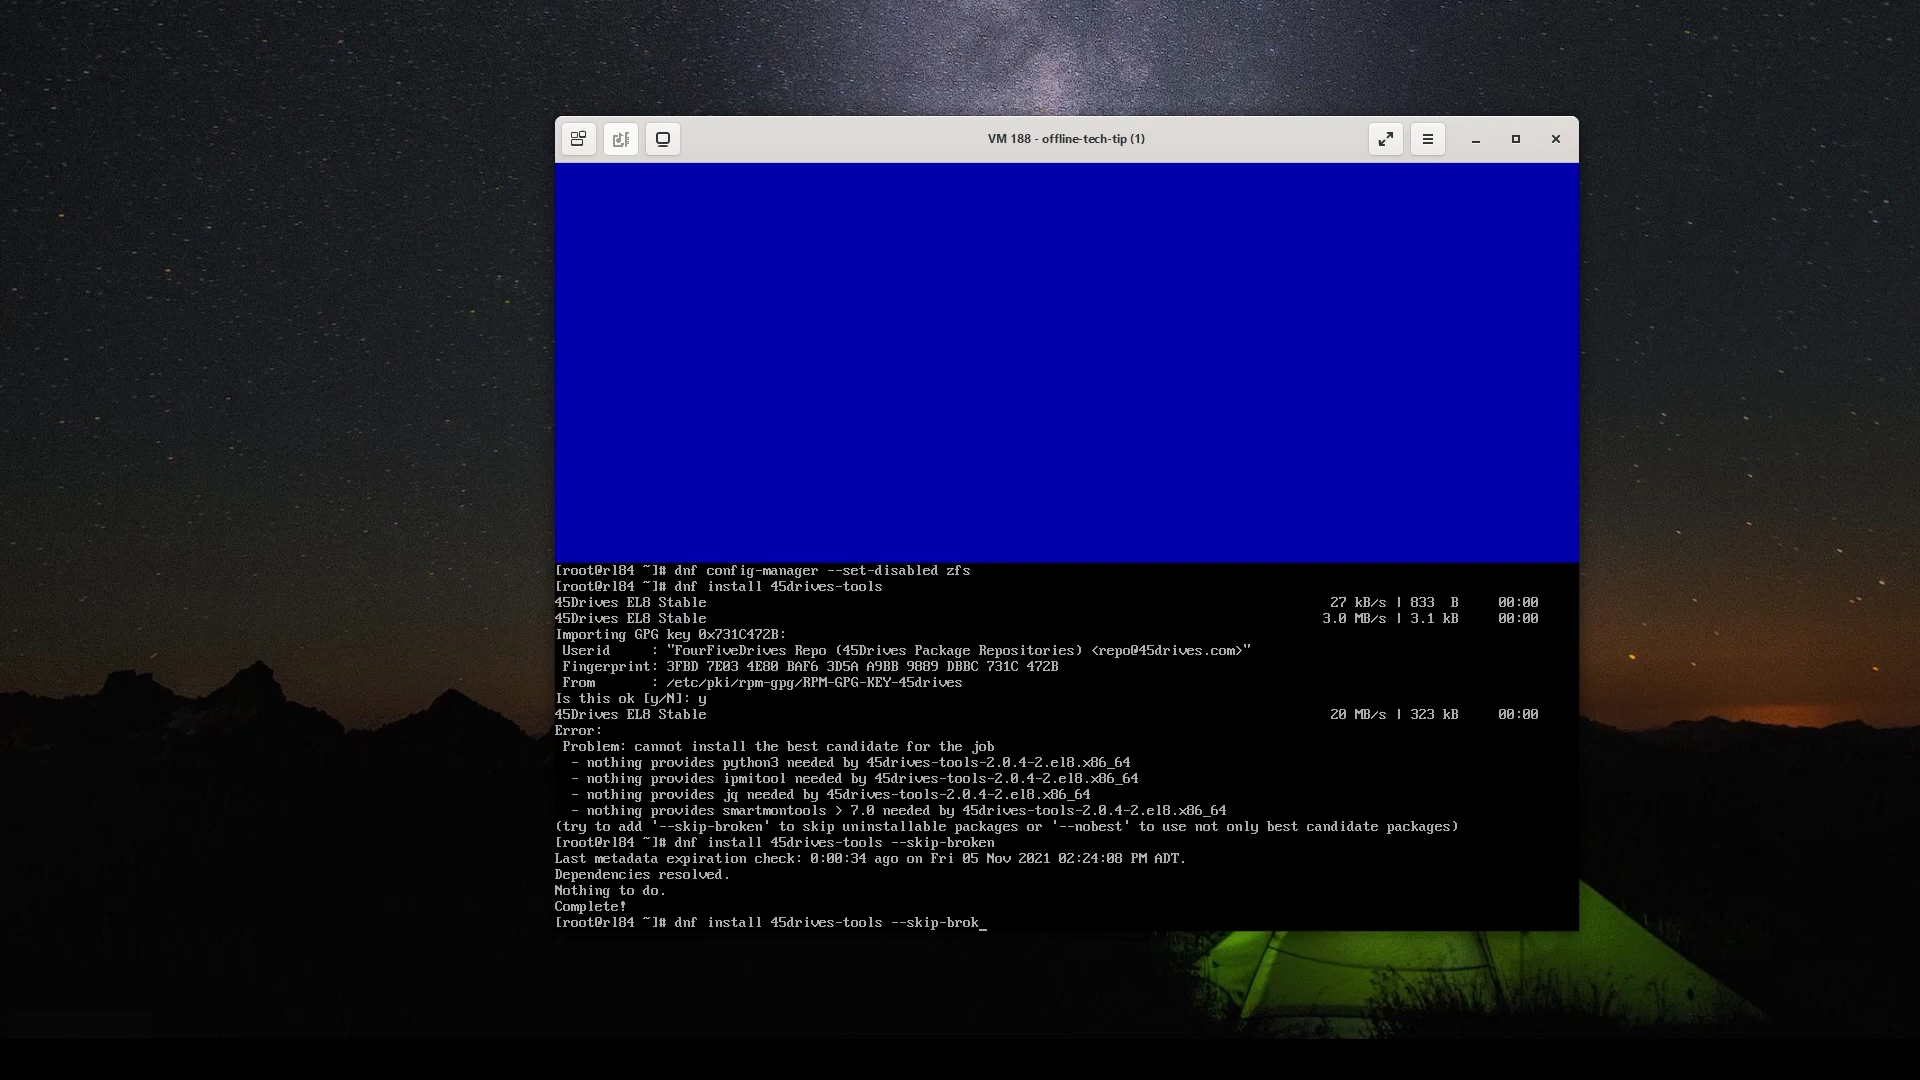 VM 188 - offline-tech-tip (1)
[root@rl84 ~]# dnf config-manager --set-disabled zfs
[root@rl84 ~]# dnf install 45drives-tools
45Drives EL8 Stable 27 kB/s | 833 B 00:00
45Drives EL8 Stable 3.0 MB/s | 3.1 kB 00:00
Importing GPG key 0x731C472B:
Userid : "FourFiveDrives Repo (45Drives Package Repositories) <repo@45drives.com>"
Fingerprint: 3FBD 7E03 4E80 BAF6 3D5A A9BB 9889 DBBC 731C 472B
From : /etc/pki/rpm-gpg/RPM-GPG-KEY-45drives
Is this ok [y/N]: y
45Drives EL8 Stable 20 MB/s | 323 kB 00:00
Error:
Problem: cannot install the best candidate for the job
- nothing provides python3 needed by 45drives-tools-2.0.4-2.el8.x86_64
- nothing provides ipmitool needed by 45drives-tools-2.0.4-2.el8.x86_64
- nothing provides jq needed by 45drives-tools-2.0.4-2.el8.x86_64
- nothing provides smartmontools > 7.0 needed by 45drives-tools-2.0.4-2.el8.x86_64
(try to add '--skip-broken' to skip uninstallable packages or '--nobest' to use not only best candidate packages)
[root@rl84 ~]# dnf install 45drives-tools --skip-broken
Last metadata expiration check: 0:00:34 ago on Fri 05 Nov 2021 02:24:08 PM ADT.
Dependencies resolved.
Nothing to do.
Complete!
[root@rl84 ~]# dnf install 45drives-tools --skip-brok_